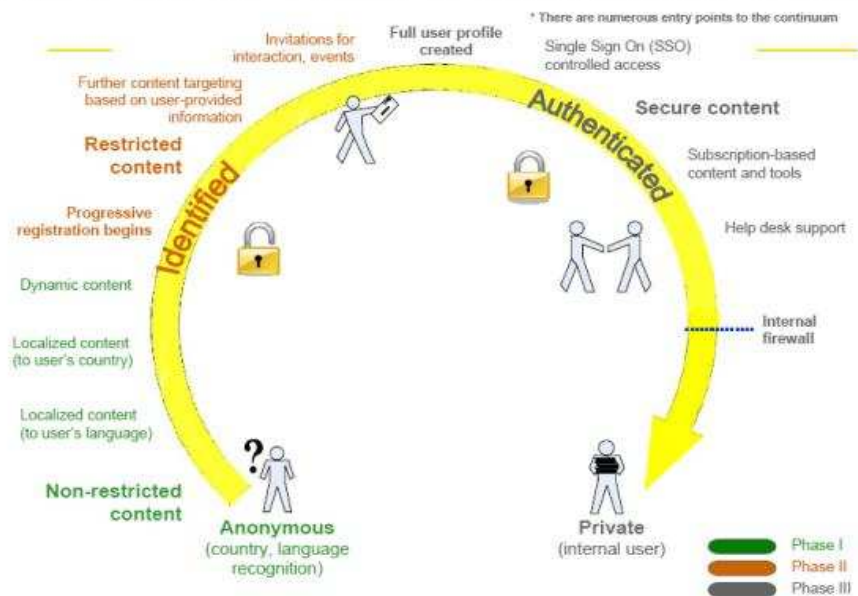 * There are numerous entry points to the continuum
Full user profile
created
Invitations for
interaction, events
Single Sign On (SSO)
controlled access
Further content targeting
based on user-provided
information
Authenticated
Secure content
Restricted
content
Identified
Subscription-based
content and tools
Progressive
registration begins
Help desk support
Dynamic content
Internal
firewall
Localized content
(to user's country)
Localized content
(to user's language)
?
Non-restricted
content
Anonymous
(country, language
recognition)
Private
(internal user)
Phase I
Phase II
Phase III